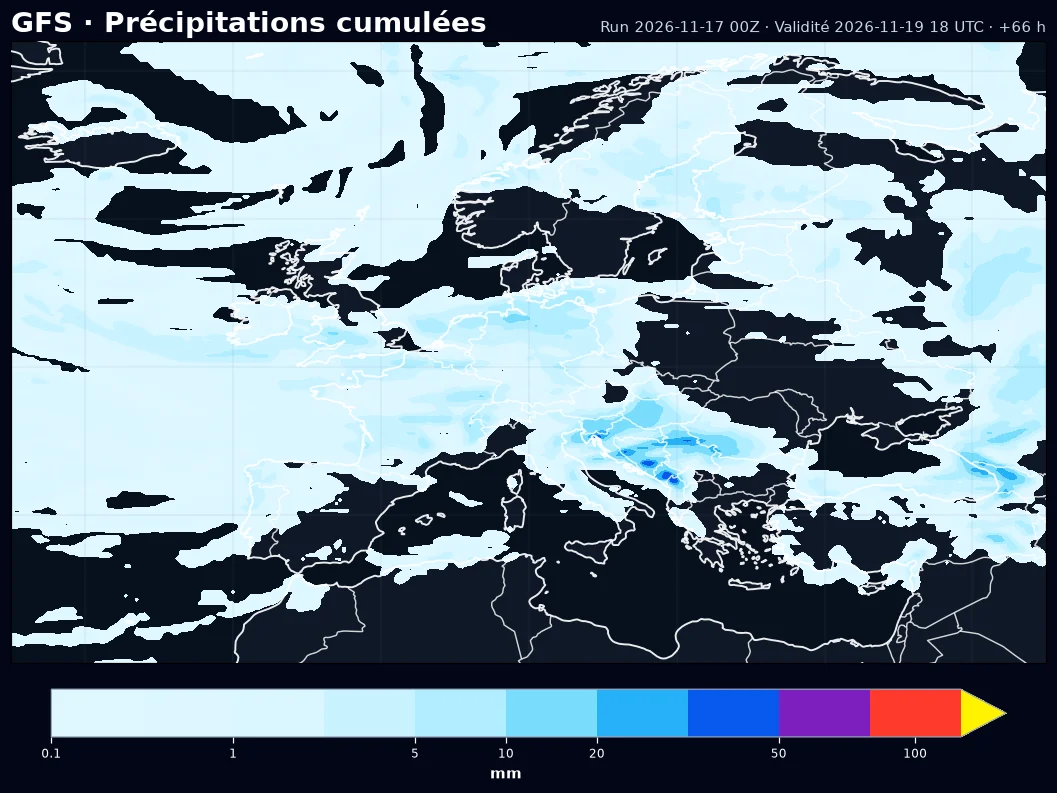 GFS · Précipitations cumulées
Run 2026-11-17 00Z · Validité 2026-11-19 18 UTC · +66 h
0.1 1 5 10 20 50 100
mm